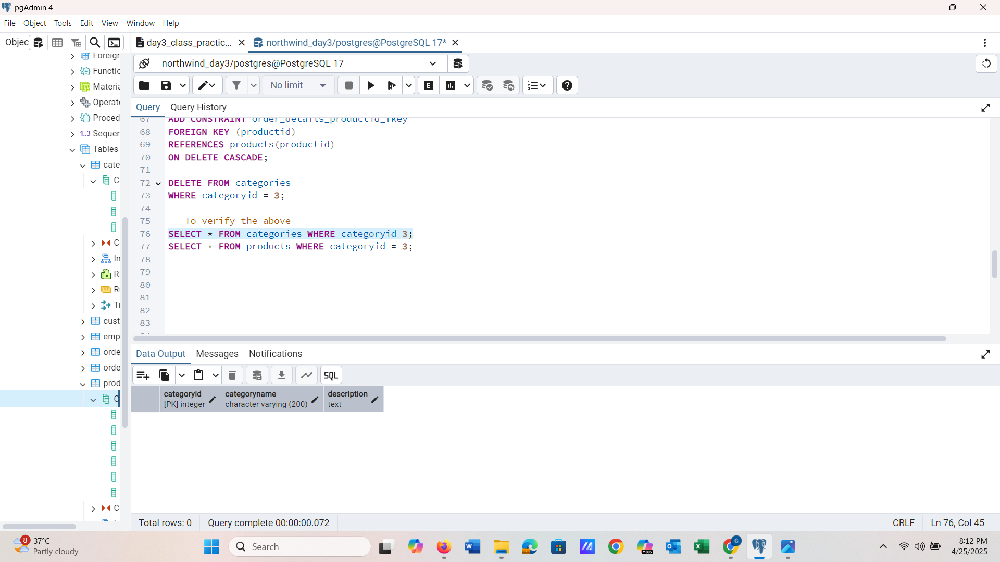 pgAdmin 4
File Object Tools Edit View Window Help
Objec
day3_class_practic...
northwind_day3/postgres@PostgreSQL 17*
Foreigr
Functic
Materia
Operato
Proced
1..3 Sequer
Tables
cate
C
C
In
R
R
Tr
cust
emp
orde
orde
prod
C
C
northwind_day3/postgres@PostgreSQL 17
No limit
E
Query Query History
67 ADD CONSTRAINT order_details_productid_fkey
68 FOREIGN KEY (productid)
69 REFERENCES products(productid)
70 ON DELETE CASCADE;
71
72 DELETE FROM categories
73 WHERE categoryid = 3;
74
75 -- To verify the above
76 SELECT * FROM categories WHERE categoryid=3;
77 SELECT * FROM products WHERE categoryid = 3;
78
79
80
81
82
83
Data Output Messages Notifications
SQL
categoryid
[PK] integer
categoryname
character varying (200)
description
text
Total rows: 0
Query complete 00:00:00.072
CRLF
Ln 76, Col 45
8
37°C
Partly cloudy
Search
W
M365
G
8:12 PM
4/25/2025